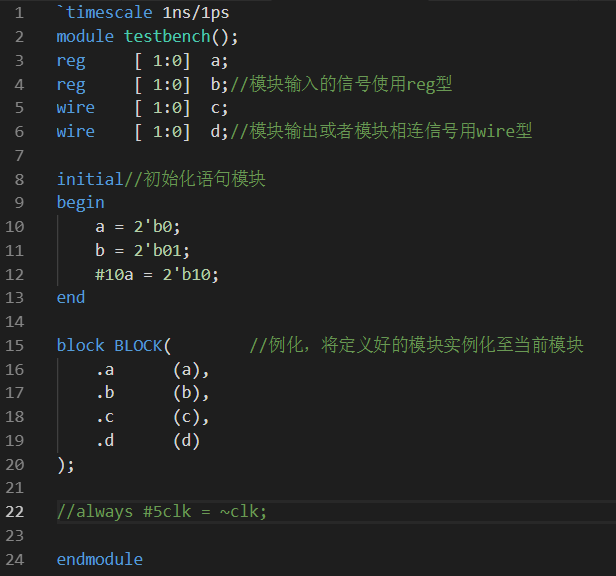 1 `timescale 1ns/1ps
2 module testbench();
3 reg [ 1:0] a;
4 reg [ 1:0] b;//模块输入的信号使用reg型
5 wire [ 1:0] c;
6 wire [ 1:0] d;//模块输出或者模块相连信号用wire型
7
8 initial//初始化语句模块
9 begin
10 a = 2'b0;
11 b = 2'b01;
12 #10a = 2'b10;
13 end
14
15 block BLOCK( //例化，将定义好的模块实例化至当前模块
16 .a (a),
17 .b (b),
18 .c (c),
19 .d (d)
20 );
21
22 //always #5clk = ~clk;
23
24 endmodule